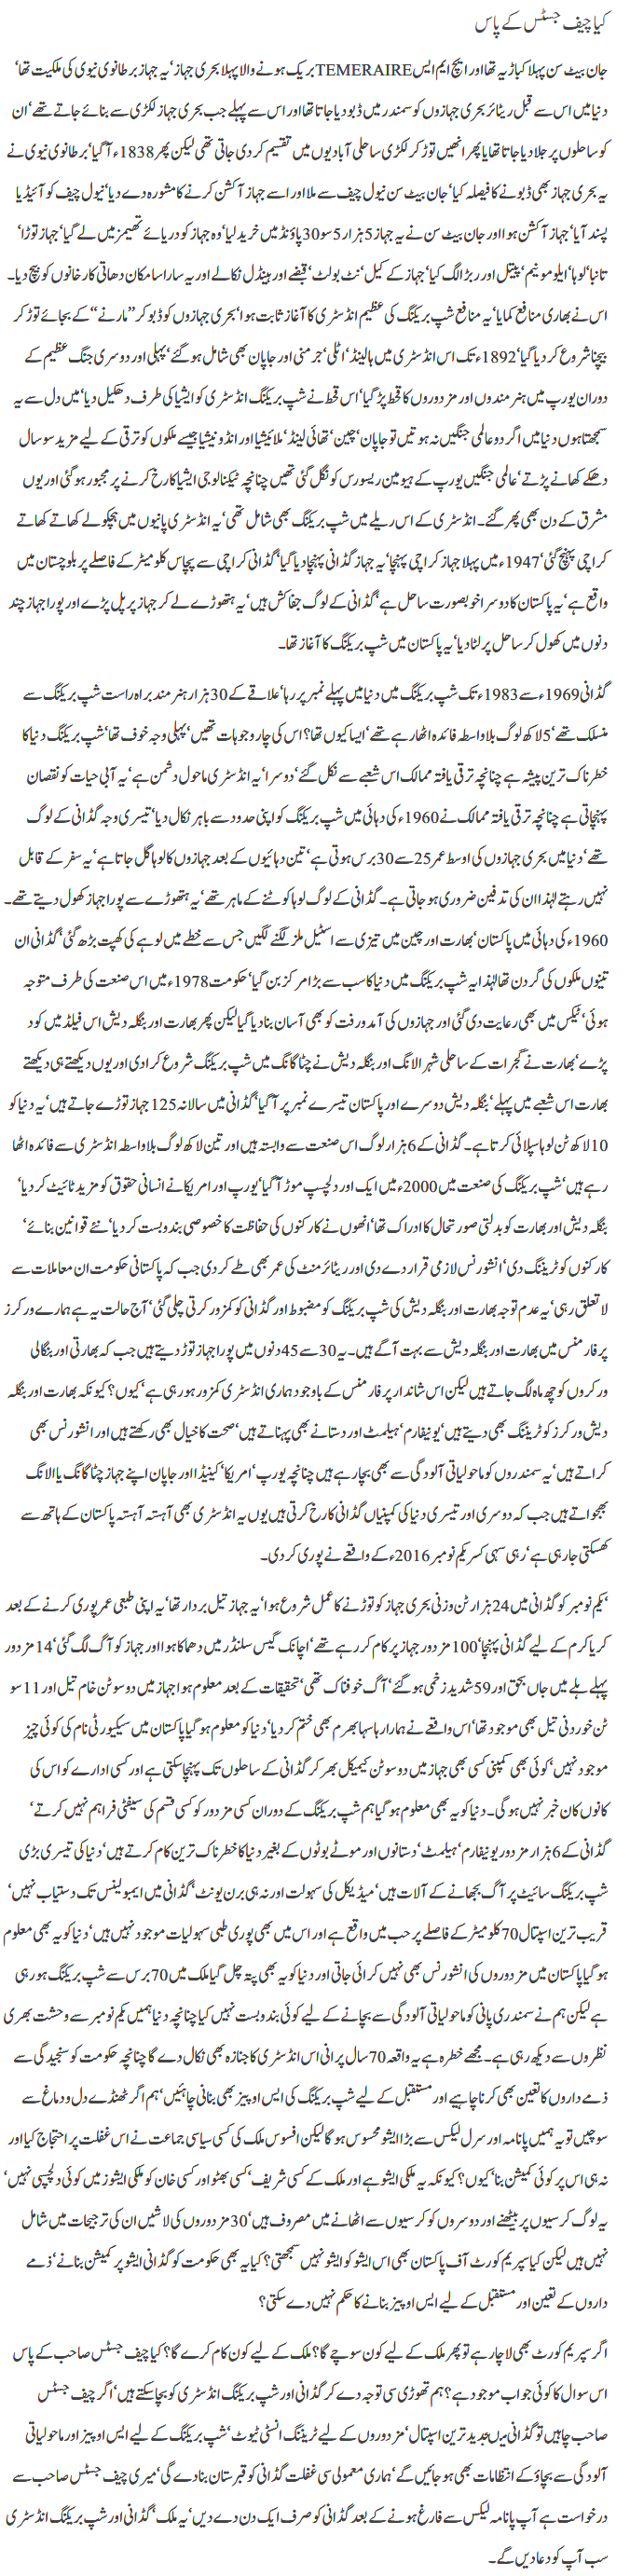 کیا چیف جسٹس کے پاس
جان بیٹ سن پہلا کباڑیہ تھا اور ایچ ایم ایس TEMERAIRE بریک ہونے والا پہلا بحری جہاز‘ یہ جہاز برطانوی نیوی کی ملکیت تھا‘
دنیا میں اس سے قبل ریٹائر بحری جہازوں کو سمندر میں ڈبو دیا جاتا تھا اور اس سے پہلے جب بحری جہاز لکڑی سے بنائے جاتے تھے‘ ان
کو ساحلوں پر جلا دیا جاتا تھا یا پھر انھیں توڑ کر لکڑی ساحلی آبادیوں میں تقسیم کر دی جاتی تھی لیکن پھر 1838ء آ گیا‘ برطانوی نیوی نے
یہ بحری جہاز بھی ڈبونے کا فیصلہ کیا‘ جان بیٹ سن نیول چیف سے ملا اور اسے جہاز آکشن کرنے کا مشورہ دے دیا‘ نیول چیف کو آئیڈیا
پسند آیا‘ جہاز آکشن ہوا اور جان بیٹ سن نے یہ جہاز 5 ہزار 5 سو 30 پاؤنڈ میں خرید لیا‘ وہ جہاز کو دریائے تھیمز میں لے گیا‘ جہاز توڑا‘
تانبا‘ لوہا‘ ایلومونیم‘ پیتل اور ربڑ الگ کیا‘ جہاز کے کیل‘ نٹ بولٹ‘ قبضے اور ہینڈل نکالے اور یہ سارا سامان دھاتی کارخانوں کو بیچ دیا۔
اس نے بھاری منافع کمایا‘ یہ منافع شپ بریکنگ کی عظیم انڈسٹری کا آغاز ثابت ہوا‘ بحری جہازوں کو ڈبو کر ’’مارنے‘‘ کے بجائے توڑ کر
بیچنا شروع کر دیا گیا‘ 1892ء تک اس انڈسٹری میں ہالینڈ‘ اٹلی‘ جرمنی اور جاپان بھی شامل ہو گئے‘ پہلی اور دوسری جنگ عظیم کے
دوران یورپ میں ہنر مندوں اور مزدوروں کا قحط پڑ گیا‘ اس قحط نے شپ بریکنگ انڈسٹری کو ایشیا کی طرف دھکیل دیا‘ میں دل سے یہ
سمجھتا ہوں دنیا میں اگر دو عالمی جنگیں نہ ہوتیں تو جاپان‘ چین‘ تھائی لینڈ‘ ملائیشیا اور انڈونیشیا جیسے ملکوں کو ترقی کے لیے مزید سو سال
دھکے کھانے پڑتے‘ عالمی جنگیں یورپ کے ہیومین ریسورس کو نگل گئی تھیں چنانچہ ٹیکنالوجی ایشیا کا رخ کرنے پر مجبور ہو گئی اور یوں
مشرق کے دن بھی پھر گئے۔ انڈسٹری کے اس ریلے میں شپ بریکنگ بھی شامل تھی‘ یہ انڈسٹری پانیوں میں ہچکولے کھاتے کھاتے
کراچی پہنچ گئی‘ 1947ء میں پہلا جہاز کراچی پہنچا‘ یہ جہاز گڈانی پہنچا دیا گیا‘ گڈانی کراچی سے پچاس کلو میٹر کے فاصلے پر بلوچستان میں
واقع ہے‘ یہ پاکستان کا دوسرا خوبصورت ساحل ہے‘ گڈانی کے لوگ جفاکش ہیں‘ یہ ہتھوڑے لے کر جہاز پر پل پڑے اور پورا جہاز چند
دنوں میں کھول کر ساحل پر لٹا دیا‘ یہ پاکستان میں شپ بریکنگ کا آغاز تھا۔
گڈانی 1969ء سے 1983ء تک شپ بریکنگ میں دنیا میں پہلے نمبر پر رہا‘ علاقے کے 30 ہزار ہنر مند براہ راست شپ بریکنگ سے
منسلک تھے‘ 5 لاکھ لوگ بلاواسطہ فائدہ اٹھا رہے تھے‘ ایسا کیوں تھا؟ اس کی چار وجوہات تھیں‘ پہلی وجہ خوف تھا‘ شپ بریکنگ دنیا کا
خطرناک ترین پیشہ ہے چنانچہ ترقی یافتہ ممالک اس شعبے سے نکل گئے‘ دوسرا‘ یہ انڈسٹری ماحول دشمن ہے‘ یہ آبی حیات کو نقصان
پہنچاتی ہے چنانچہ ترقی یافتہ ممالک نے 1960ء کی دہائی میں شپ بریکنگ کو اپنی حدود سے باہر نکال دیا‘ تیسری وجہ گڈانی کے لوگ
تھے‘ دنیا میں بحری جہازوں کی اوسط عمر 25 سے 30 برس ہوتی ہے‘ تین دہائیوں کے بعد جہازوں کا لوہا گل جاتا ہے‘ یہ سفر کے قابل
نہیں رہتے لہٰذا ان کی تدفین ضروری ہو جاتی ہے۔ گڈانی کے لوگ لوہا کوٹنے کے ماہر تھے‘ یہ ہتھوڑے سے پورا جہاز کھول دیتے تھے۔
1960ء کی دہائی میں پاکستان‘ بھارت اور چین میں تیزی سے اسٹیل ملز لگنے لگیں جس سے خطے میں لوہے کی کھپت بڑھ گئی‘ گڈانی ان
تینوں ملکوں کی گردن تھا لہٰذا یہ شپ بریکنگ میں دنیا کا سب سے بڑا مرکز بن گیا‘ حکومت 1978ء میں اس صنعت کی طرف متوجہ
ہوئی‘ ٹیکس میں بھی رعایت دی گئی اور جہازوں کی آمدورفت کو بھی آسان بنا دیا گیا لیکن پھر بھارت اور بنگلہ دیش اس فیلڈ میں کود
پڑے‘ بھارت نے گجرات کے ساحلی شہر الانگ اور بنگلہ دیش نے چٹاگانگ میں شپ بریکنگ شروع کرا دی اور یوں دیکھتے ہی دیکھتے
بھارت اس شعبے میں پہلے‘ بنگلہ دیش دوسرے اور پاکستان تیسرے نمبر پر آ گیا‘ گڈانی میں سالانہ 125 جہاز توڑے جاتے ہیں‘ یہ دنیا کو
10 لاکھ ٹن لوہا سپلائی کرتا ہے۔ گڈانی کے 6 ہزار لوگ اس صنعت سے وابستہ ہیں اور تین لاکھ لوگ بلاواسطہ انڈسٹری سے فائدہ اٹھا
رہے ہیں‘ شپ بریکنگ کی صنعت میں 2000ء میں ایک اور دلچسپ موڑ آ گیا‘ یورپ اور امریکا نے انسانی حقوق کو مزید ٹائیٹ کر دیا‘
بنگلہ دیش اور بھارت کو بدلتی صورتحال کا ادراک تھا‘ انھوں نے کارکنوں کی حفاظت کا خصوصی بندوبست کر دیا‘ نئے قوانین بنائے‘
کارکنوں کو ٹریننگ دی‘ انشورنس لازمی قرار دے دی اور ریٹائرمنٹ کی عمر بھی طے کر دی جب کہ پاکستانی حکومت ان معاملات سے
لاتعلق رہی‘ یہ عدم توجہ بھارت اور بنگلہ دیش کی شپ بریکنگ کو مضبوط اور گڈانی کو کمزور کرتی چلی گئی‘ آج حالت یہ ہے ہمارے ورکرز
پرفارمنس میں بھارت اور بنگلہ دیش سے بہت آگے ہیں۔ یہ 30 سے 45 دنوں میں پورا جہاز توڑ دیتے ہیں جب کہ بھارتی اور بنگالی
ورکروں کو چھ ماہ لگ جاتے ہیں لیکن اس شاندار پرفارمنس کے باوجود ہماری انڈسٹری کمزور ہو رہی ہے‘ کیوں؟ کیونکہ بھارت اور بنگلہ
دیش ورکرز کو ٹریننگ بھی دیتے ہیں‘ یونیفارم‘ ہیلمٹ اور دستانے بھی پہناتے ہیں‘ صحت کا خیال بھی رکھتے ہیں اور انشورنس بھی
کراتے ہیں‘ یہ سمندروں کو ماحولیاتی آلودگی سے بھی بچا رہے ہیں چنانچہ یورپ‘ امریکا‘ کینیڈا اور جاپان اپنے جہاز چٹاگانگ یا الانگ
بھجواتے ہیں جب کہ دوسری اور تیسری دنیا کی کمپنیاں گڈانی کا رخ کرتی ہیں یوں یہ انڈسٹری بھی آہستہ آہستہ پاکستان کے ہاتھ سے
کھسکتی جا رہی ہے‘ رہی سہی کسر یکم نومبر 2016ء کے واقعے نے پوری کر دی۔
‘یکم نومبر کو گڈانی میں 24 ہزار ٹن وزنی بحری جہاز کو توڑنے کا عمل شروع ہوا‘ یہ جہاز تیل بردار تھا‘ یہ اپنی طبعی عمر پوری کرنے کے بعد
کریا کرم کے لیے گڈانی پہنچا‘ 100 مزدور جہاز پر کام کر رہے تھے‘ اچانک گیس سلنڈر میں دھماکا ہوا اور جہاز کو آگ لگ گئی‘ 14 مزدور
پہلے ہلے میں جاں بحق اور 59 شدید زخمی ہو گئے‘ آگ خوفناک تھی‘ تحقیقات کے بعد معلوم ہوا جہاز میں دو سو ٹن خام تیل اور 11 سو
ٹن خوردنی تیل بھی موجود تھا‘ اس واقعے نے ہمارا رہا سہا بھرم بھی ختم کر دیا‘ دنیا کو معلوم ہو گیا پاکستان میں سیکیورٹی نام کی کوئی چیز
موجود نہیں‘ کوئی بھی کمپنی کسی بھی جہاز میں دو سو ٹن کیمیکل بھر کر گڈانی کے ساحلوں تک پہنچا سکتی ہے اور کسی ادارے کو اس کی
کانوں کان خبر نہیں ہو گی۔ دنیا کو یہ بھی معلوم ہو گیا ہم شپ بریکنگ کے دوران کسی مزدور کو کسی قسم کی سیفٹی فراہم نہیں کرتے‘
گڈانی کے 6 ہزار مزدور یونیفارم‘ ہیلمٹ‘ دستانوں اور موٹے بوٹوں کے بغیر دنیا کا خطرناک ترین کام کرتے ہیں‘ دنیا کی تیسری بڑی
شپ بریکنگ سائیٹ پر آگ بجھانے کے آلات ہیں‘ میڈیکل کی سہولت اور نہ ہی برن یونٹ‘ گڈانی میں ایمبولینس تک دستیاب نہیں‘
قریب ترین اسپتال 70 کلو میٹر کے فاصلے پر حب میں واقع ہے اور اس میں بھی پوری طبی سہولیات موجود نہیں ہیں‘ دنیا کو یہ بھی معلوم
ہو گیا پاکستان میں مزدوروں کی انشورنس بھی نہیں کرائی جاتی اور دنیا کو یہ بھی پتہ چل گیا ملک میں 70 برس سے شپ بریکنگ ہو رہی
ہے لیکن ہم نے سمندری پانی کو ماحولیاتی آلودگی سے بچانے کے لیے کوئی بندوبست نہیں کیا چنانچہ دنیا ہمیں یکم نومبر سے وحشت بھری
نظروں سے دیکھ رہی ہے۔ مجھے خطرہ ہے یہ واقعہ 70 سال پرانی اس انڈسٹری کا جنازہ بھی نکال دے گا چنانچہ حکومت کو سنجیدگی سے
ذمے داروں کا تعین بھی کرنا چاہیے اور مستقبل کے لیے شپ بریکنگ کی ایس او پیز بھی بنانی چاہئیں‘ ہم اگر ٹھنڈے دل و دماغ سے
سوچیں تو یہ ہمیں پانامہ اور سرل لیکس سے بڑا ایشو محسوس ہو گا لیکن افسوس ملک کی کسی سیاسی جماعت نے اس غفلت پر احتجاج کیا اور
نہ ہی اس پر کوئی کمیشن بنا‘ کیوں؟ کیونکہ یہ ملکی ایشو ہے اور ملک کے کسی شریف‘ کسی بھٹو اور کسی خان کو ملکی ایشوز میں کوئی دلچسپی نہیں‘
یہ لوگ کرسیوں پر بیٹھنے اور دوسروں کو کرسیوں سے اٹھانے میں مصروف ہیں‘ 30 مزدوروں کی لاشیں ان کی ترجیحات میں شامل
نہیں ہیں لیکن کیا سپریم کورٹ آف پاکستان بھی اس ایشو کو ایشو نہیں سمجھتی؟ کیا یہ بھی حکومت کو گڈانی ایشو پر کمیشن بنانے‘ ذمے
داروں کے تعین اور مستقبل کے لیے ایس او پیز بنانے کا حکم نہیں دے سکتی؟
اگر سپریم کورٹ بھی لاچار ہے تو پھر ملک کے لیے کون سوچے گا؟ ملک کے لیے کون کام کرے گا؟ کیا چیف جسٹس صاحب کے پاس
اس سوال کا کوئی جواب موجود ہے؟ ہم تھوڑی سی توجہ دے کر گڈانی اور شپ بریکنگ انڈسٹری کو بچا سکتے ہیں‘ اگر چیف جسٹس
صاحب چاہیں تو گڈانی میں جدید ترین اسپتال‘ مزدوروں کے لیے ٹریننگ انسٹی ٹیوٹ‘ شپ بریکنگ کے لیے ایس او پیز اور ماحولیاتی
آلودگی سے بچاؤ کے انتظامات بھی ہو جائیں گے‘ ہماری معمولی سی غفلت گڈانی کو قبرستان بنا دے گی‘ میری چیف جسٹس صاحب سے
درخواست ہے آپ پانامہ لیکس سے فارغ ہونے کے بعد گڈانی کو صرف ایک دن دے دیں‘ یہ ملک‘ گڈانی اور شپ بریکنگ انڈسٹری
سب آپ کو دعا دیں گے۔